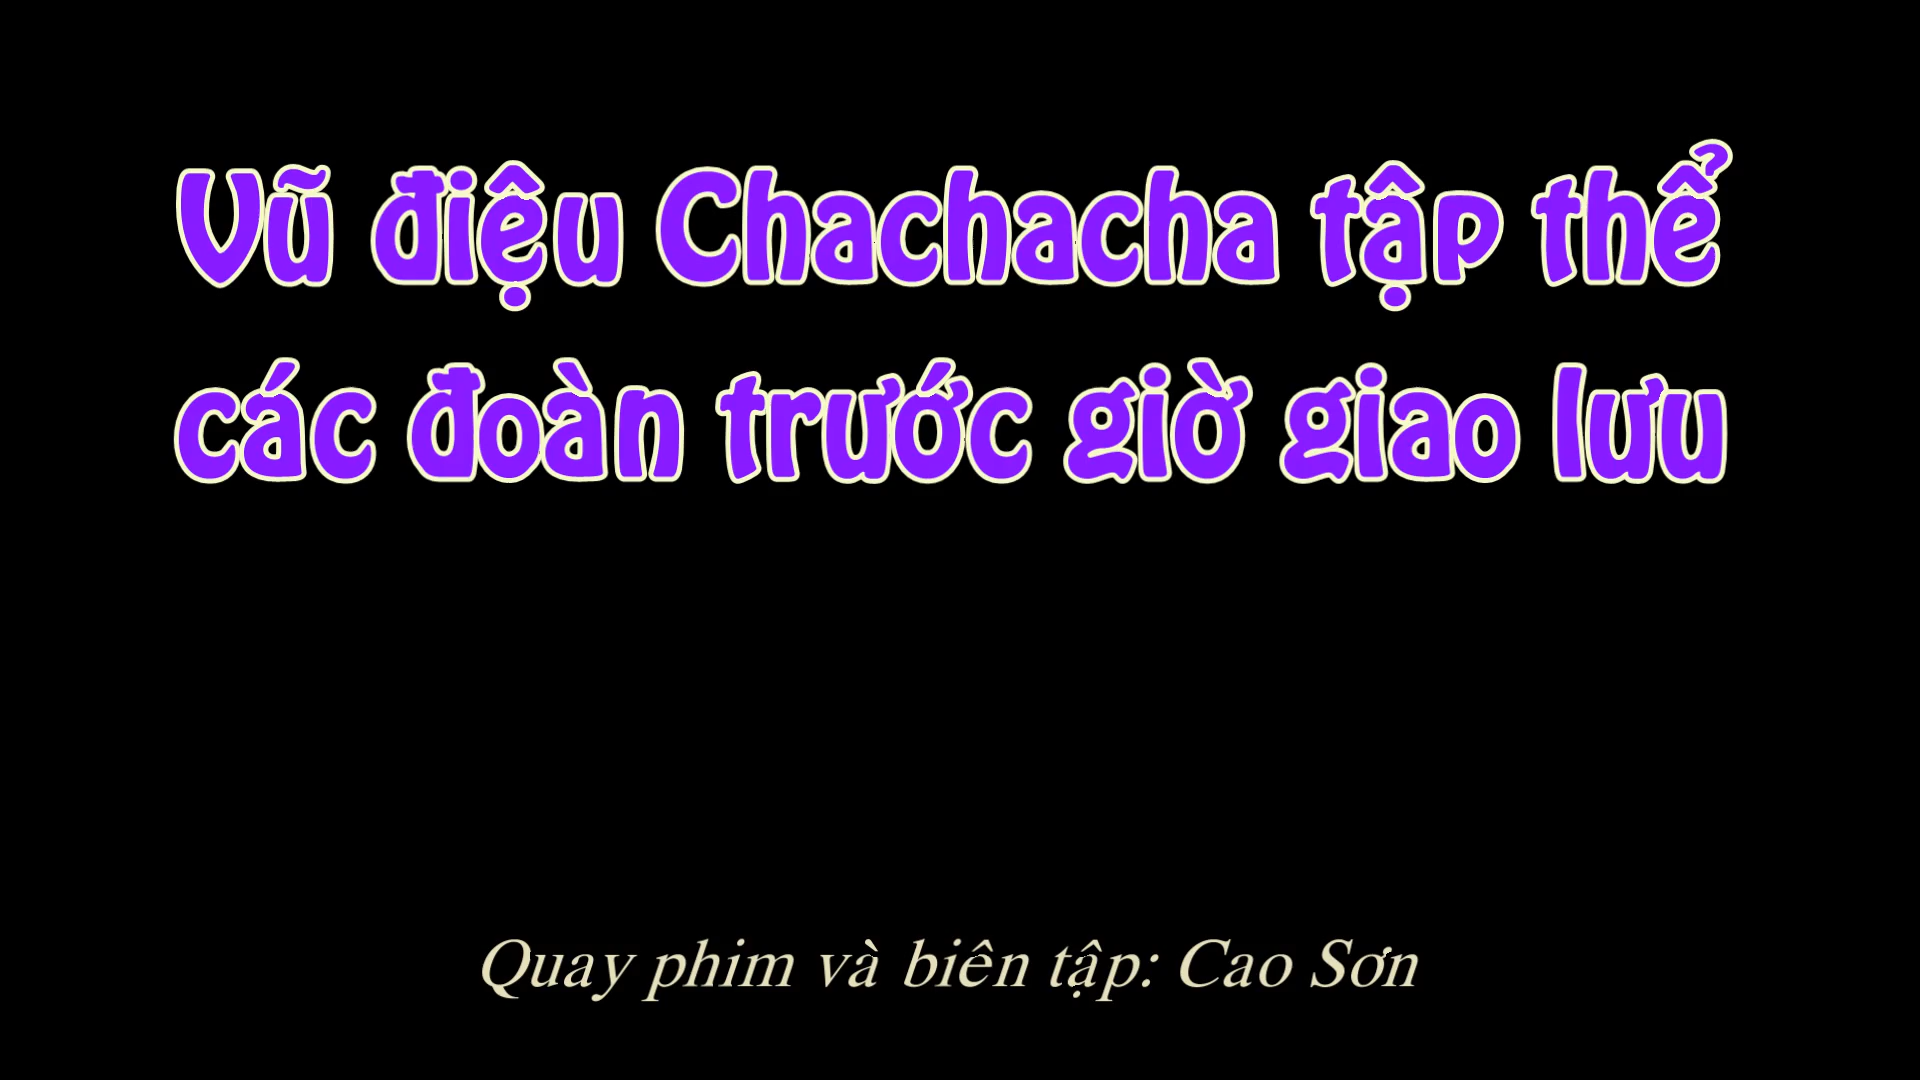 Vũ điệu Chachacha tập thể
các đoàn trước giờ giao lưu
Quay phim và biên tập: Cao Sơn